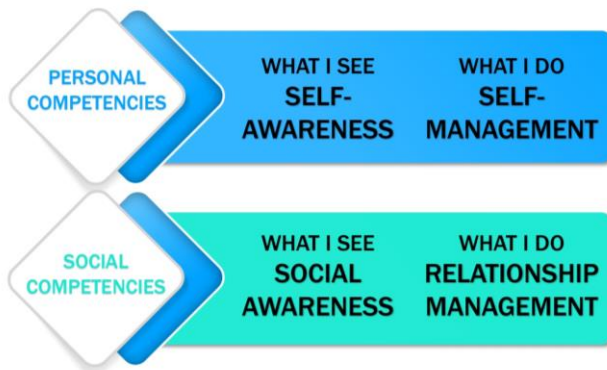 PERSONAL
COMPETENCIES
WHAT I SEE
SELF-
AWARENESS
WHAT I DO
SELF-
MANAGEMENT
SOCIAL
COMPETENCIES
WHAT I SEE
SOCIAL
AWARENESS
WHAT I DO
RELATIONSHIP
MANAGEMENT